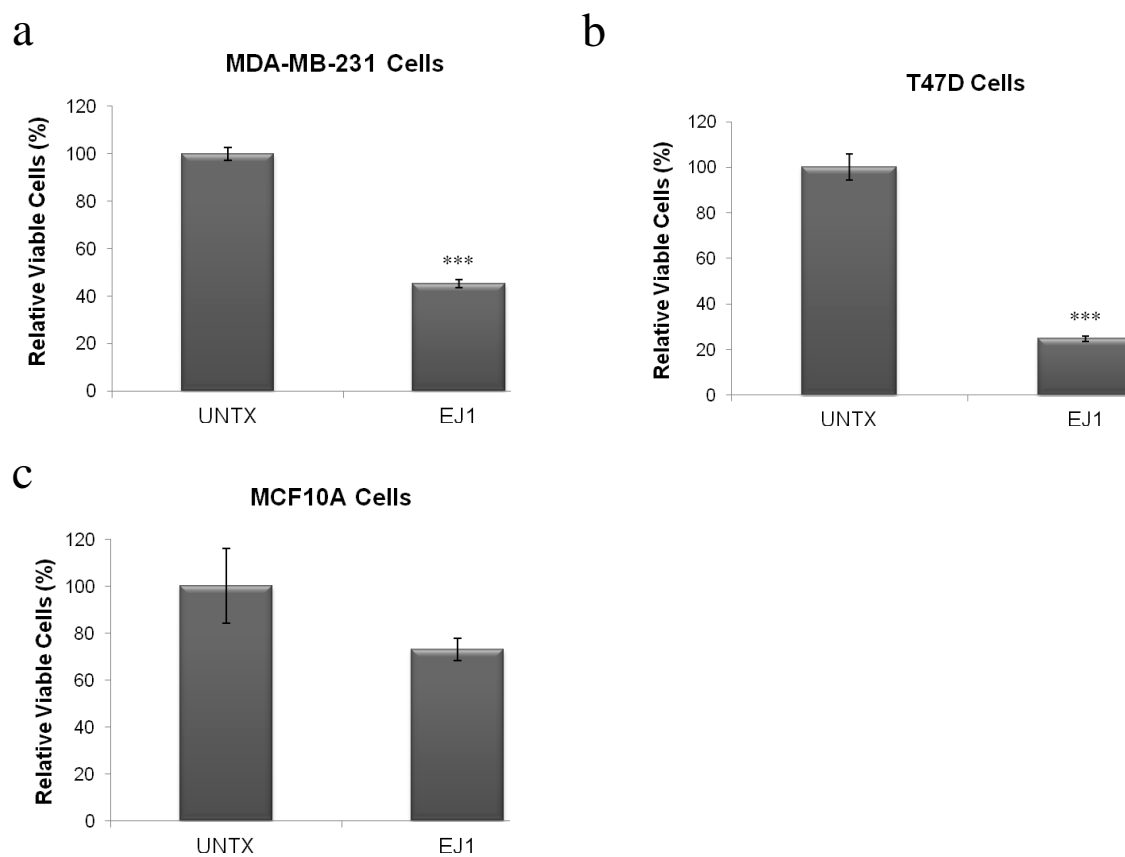 a
MDA-MB-231 Cells
Relative Viable Cells (%)
120
100
80
60
40
20
0
***
UNTX
EJ1
b
T47D Cells
Relative Viable Cells (%)
120
100
80
60
40
20
0
***
UNTX
EJ1
c
MCF10A Cells
Relative Viable Cells (%)
120
100
80
60
40
20
0
UNTX
EJ1